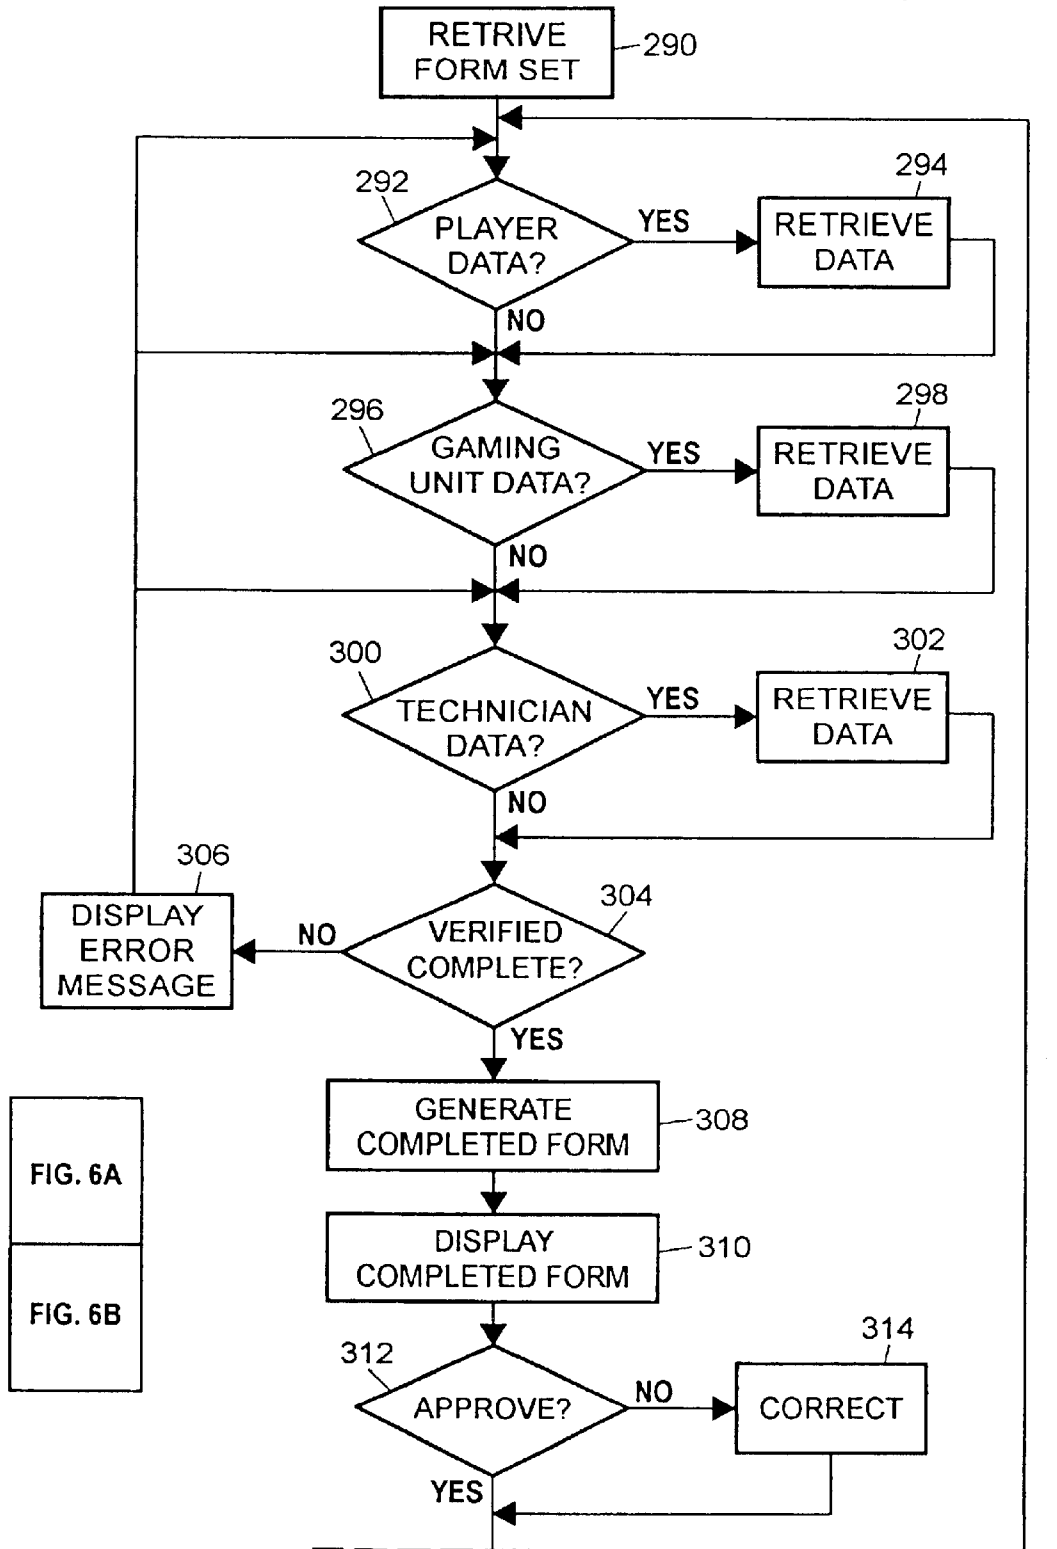 RETRIVE
FORM SET
290
292
PLAYER
DATA?
YES
294
RETRIEVE
DATA
NO
296
GAMING
UNIT DATA?
YES
298
RETRIEVE
DATA
NO
300
TECHNICIAN
DATA?
YES
302
RETRIEVE
DATA
NO
306
DISPLAY
ERROR
MESSAGE
NO
304
VERIFIED
COMPLETE?
YES
GENERATE
COMPLETED FORM
308
FIG. 6A
DISPLAY
COMPLETED FORM
310
FIG. 6B
312
APPROVE?
NO
314
CORRECT
YES